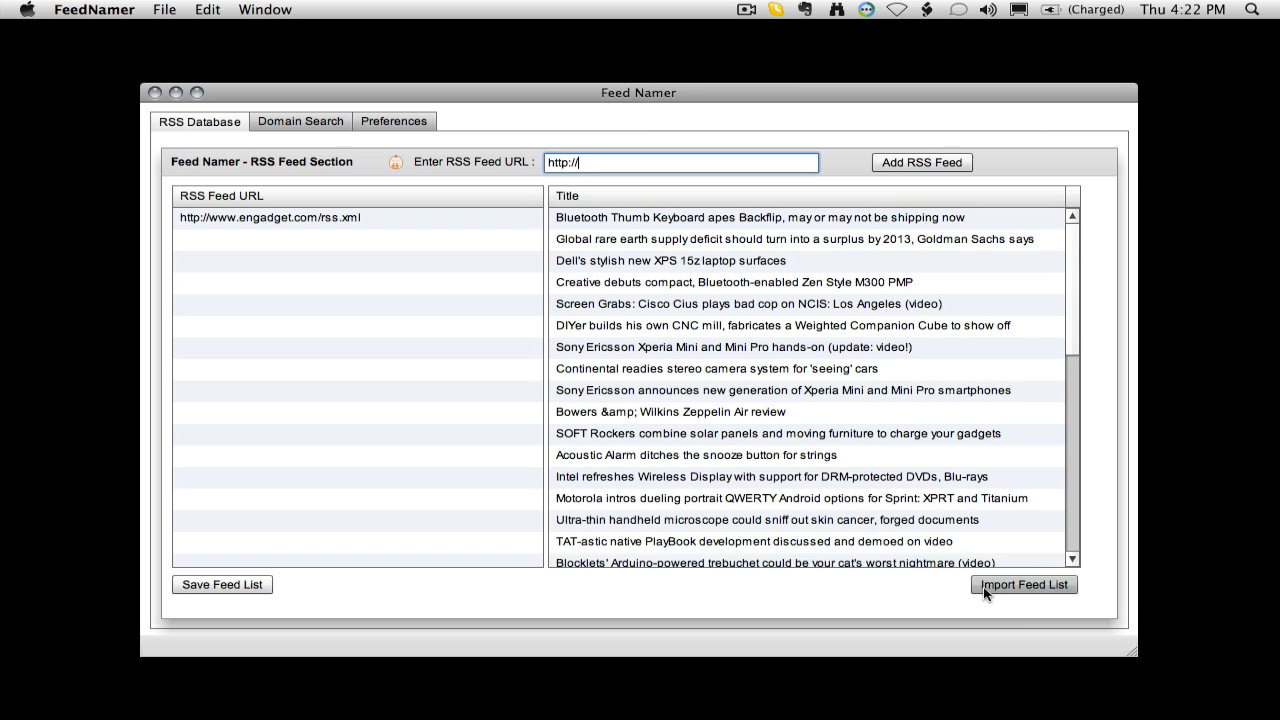 FeedNamer File Edit Window (Charged) Thu 4:22 PM
Feed Namer
RSS Database Domain Search Preferences
Feed Namer - RSS Feed Section Enter RSS Feed URL : http:// Add RSS Feed
RSS Feed URL Title
http://www.engadget.com/rss.xml Bluetooth Thumb Keyboard apes Backflip, may or may not be shipping now
Global rare earth supply deficit should turn into a surplus by 2013, Goldman Sachs says
Dell's stylish new XPS 15z laptop surfaces
Creative debuts compact, Bluetooth-enabled Zen Style M300 PMP
Screen Grabs: Cisco Cius plays bad cop on NCIS: Los Angeles (video)
DIYer builds his own CNC mill, fabricates a Weighted Companion Cube to show off
Sony Ericsson Xperia Mini and Mini Pro hands-on (update: video!)
Continental readies stereo camera system for 'seeing' cars
Sony Ericsson announces new generation of Xperia Mini and Mini Pro smartphones
Bowers &amp; Wilkins Zeppelin Air review
SOFT Rockers combine solar panels and moving furniture to charge your gadgets
Acoustic Alarm ditches the snooze button for strings
Intel refreshes Wireless Display with support for DRM-protected DVDs, Blu-rays
Motorola intros dueling portrait QWERTY Android options for Sprint: XPRT and Titanium
Ultra-thin handheld microscope could sniff out skin cancer, forged documents
TAT-astic native PlayBook development discussed and demoed on video
Blocklets' Arduino-powered trebuchet could be your cat's worst nightmare (video)
Save Feed List Import Feed List